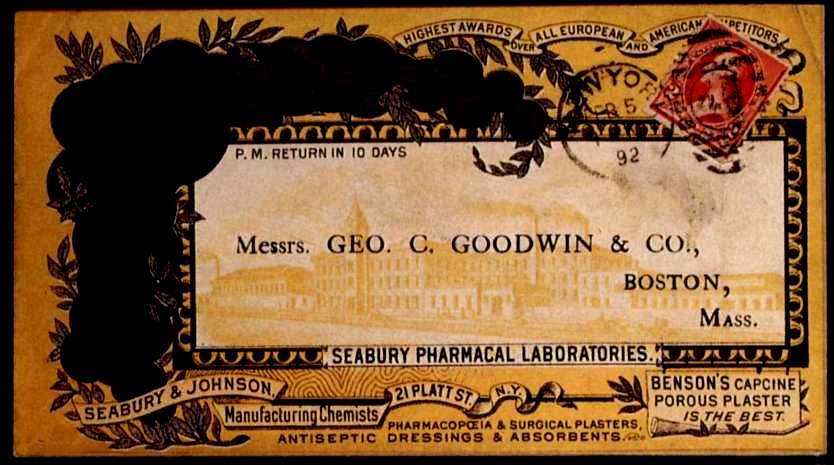 HIGHEST AWARDS OVER ALL EUROPEAN AND AMERICAN COMPETITORS
5
92
P. M. RETURN IN 10 DAYS
Messrs. GEO. C. GOODWIN & CO.,
BOSTON,
MASS.
SEABURY PHARMACAL LABORATORIES.
SEABURY & JOHNSON,
Manufacturing Chemists
21 PLATT ST. N.Y.
PHARMACOPŒIA & SURGICAL PLASTERS,
ANTISEPTIC DRESSINGS & ABSORBENTS.
BENSON'S CAPCINE
POROUS PLASTER
IS THE BEST.